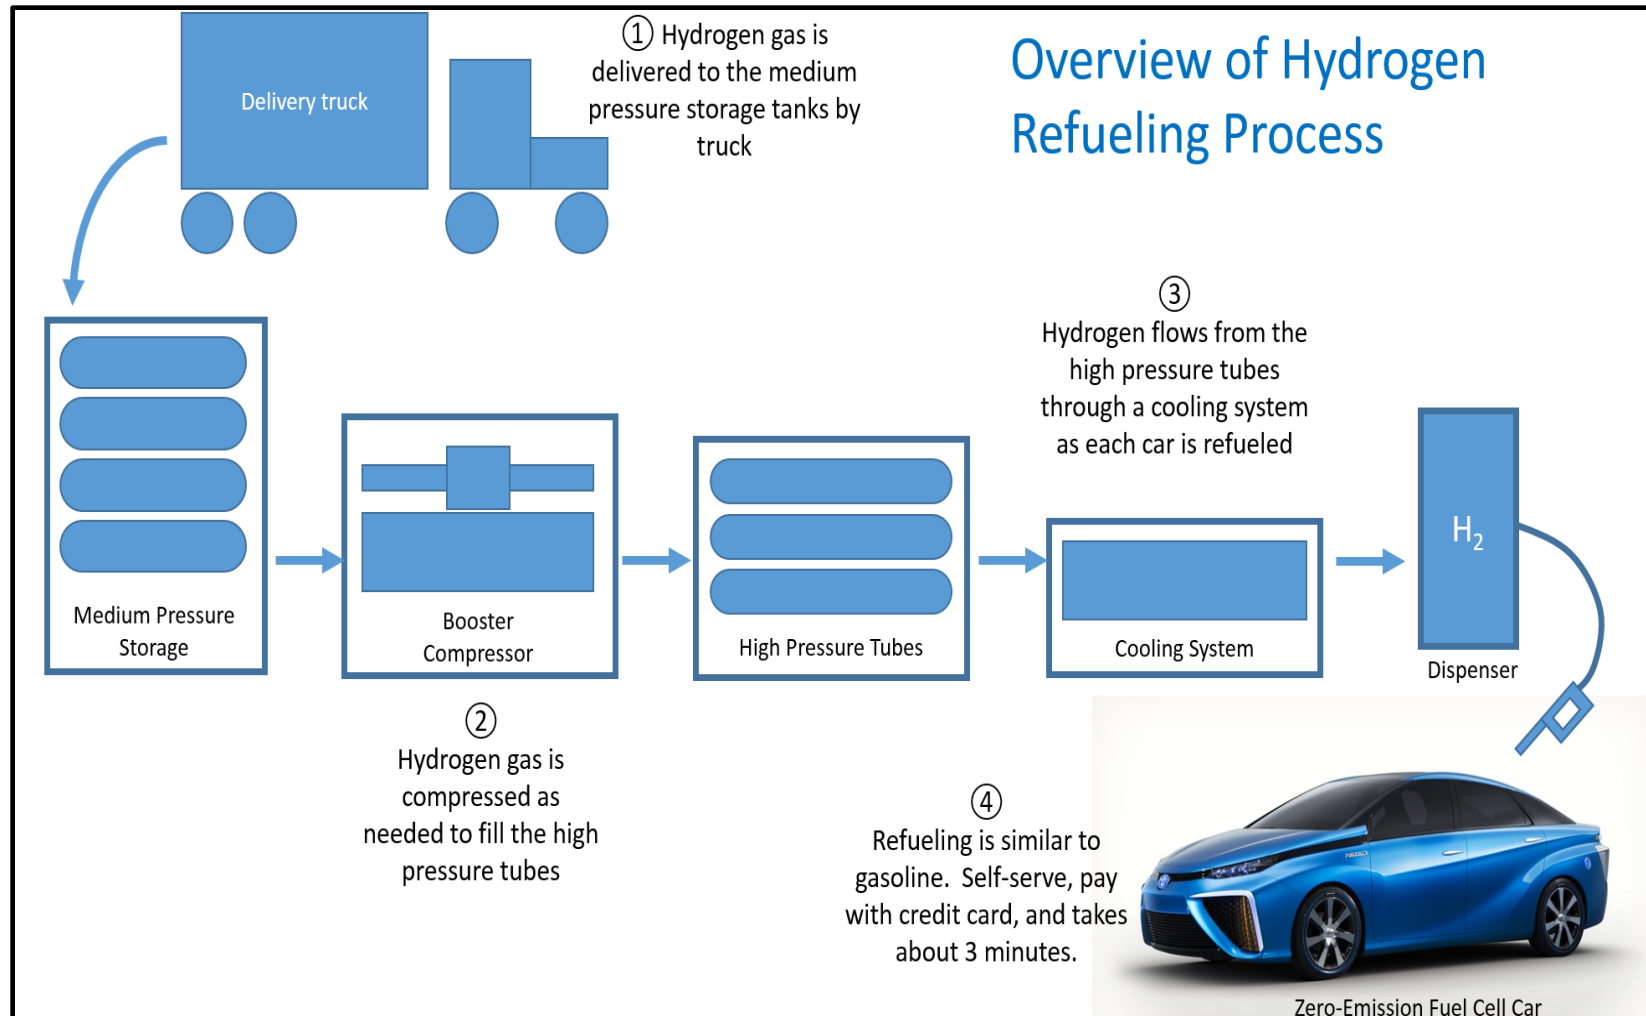 Overview of Hydrogen
Refueling Process
Delivery truck
① Hydrogen gas is
delivered to the medium
pressure storage tanks by
truck
Medium Pressure
Storage
Booster
Compressor
②
Hydrogen gas is
compressed as
needed to fill the high
pressure tubes
High Pressure Tubes
③
Hydrogen flows from the
high pressure tubes
through a cooling system
as each car is refueled
Cooling System
H₂
Dispenser
④
Refueling is similar to
gasoline. Self-serve, pay
with credit card, and takes
about 3 minutes.
Zero-Emission Fuel Cell Car